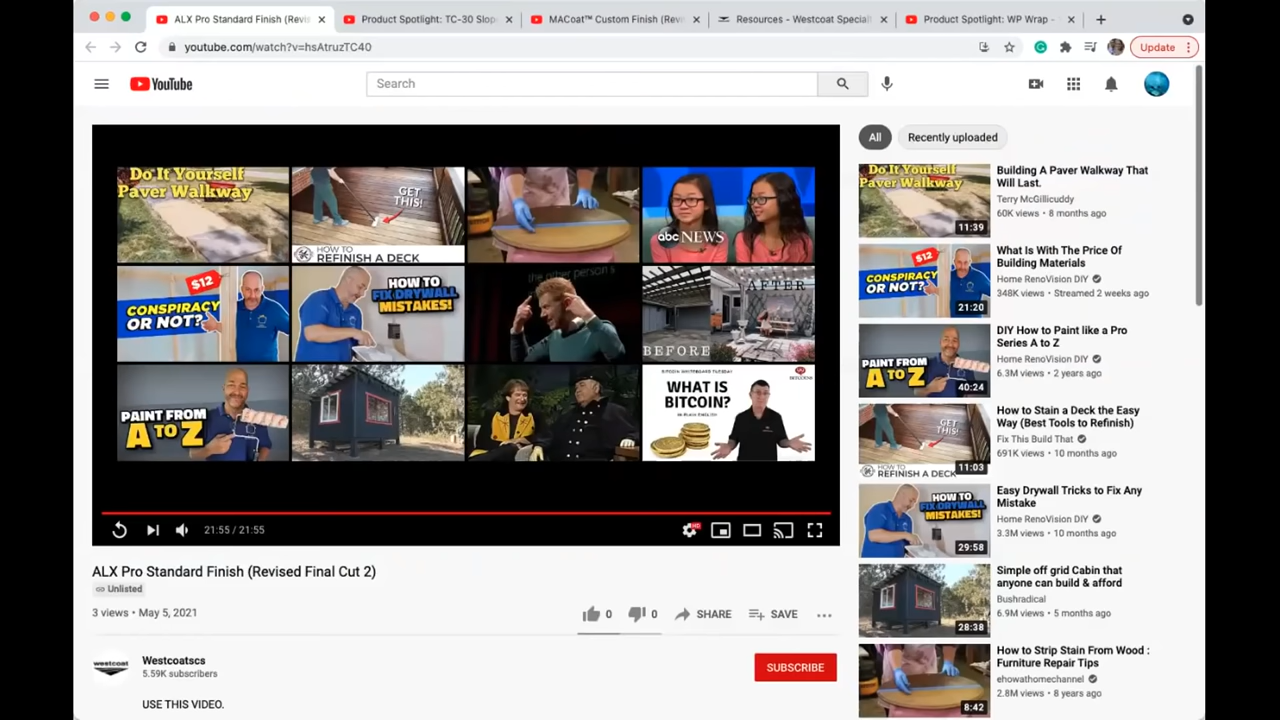 ALX Pro Standard Finish (Revis
Product Spotlight: TC-30 Slop
MACoat™ Custom Finish (Rev
Resources - Westcoat Special
Product Spotlight: WP Wrap -
youtube.com/watch?v=hsAtruzTC40
Update
YouTube
Search
Do It Yourself
Paver Walkway
GET
THIS!
HOW TO
REFINISH A DECK
abc NEWS
$12
CONSPIRACY
OR NOT?
HOW TO
FIX DRYWALL
MISTAKES!
the other person's
BEFORE
AFTER
PAINT FROM
A TO Z
WHAT IS
BITCOIN?
IN PLAIN ENGLISH
21:55 / 21:55
HD
ALX Pro Standard Finish (Revised Final Cut 2)
Unlisted
3 views • May 5, 2021
0
0
SHARE
SAVE
westcoat
Westcoatscs
5.59K subscribers
SUBSCRIBE
USE THIS VIDEO.
All
Recently uploaded
Do It Yourself
Paver Walkway
11:39
Building A Paver Walkway That
Will Last.
Terry McGillicuddy
60K views • 8 months ago
$12
CONSPIRACY
OR NOT?
21:20
What Is With The Price Of
Building Materials
Home RenoVision DIY
348K views • Streamed 2 weeks ago
PAINT FROM
A TO Z
40:24
DIY How to Paint like a Pro
Series A to Z
Home RenoVision DIY
6.3M views • 2 years ago
GET
THIS!
HOW TO
REFINISH A DECK
11:03
How to Stain a Deck the Easy
Way (Best Tools to Refinish)
Fix This Build That
691K views • 10 months ago
HOW TO
FIX DRYWALL
MISTAKES!
29:58
Easy Drywall Tricks to Fix Any
Mistake
Home RenoVision DIY
3.3M views • 10 months ago
28:38
Simple off grid Cabin that
anyone can build & afford
Bushradical
6.9M views • 5 months ago
8:42
How to Strip Stain From Wood :
Furniture Repair Tips
ehowathomechannel
2.8M views • 8 years ago